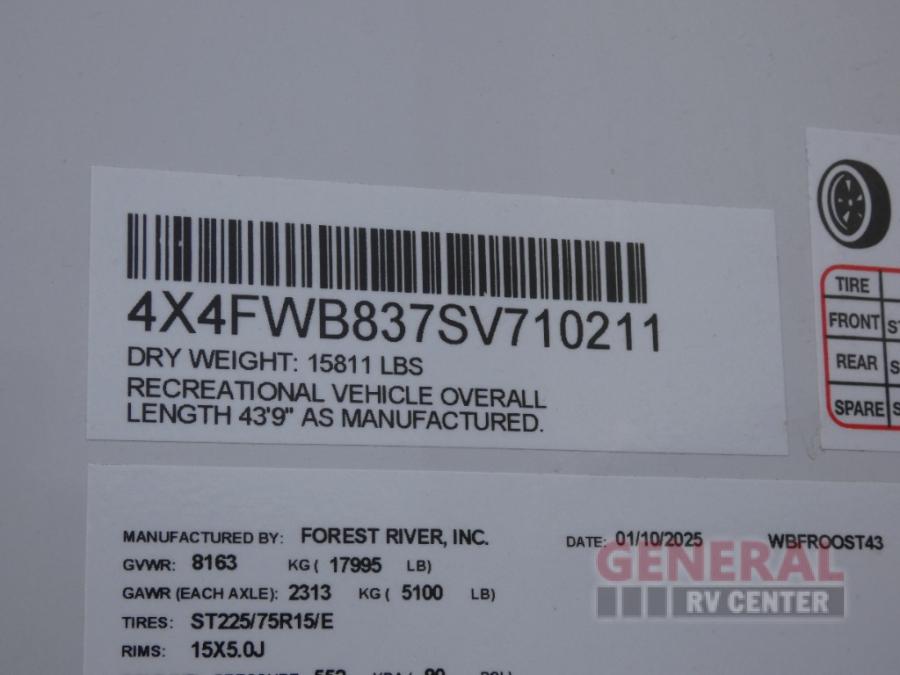 4X4FWB837SV710211
DRY WEIGHT: 15811 LBS
RECREATIONAL VEHICLE OVERALL
LENGTH 43'9" AS MANUFACTURED.
TIRE
FRONT
REAR
SPARE
MANUFACTURED BY: FOREST RIVER, INC. DATE: 01/10/2025 WBFROOST43
GVWR: 8163 KG ( 17995 LB)
GAWR (EACH AXLE): 2313 KG ( 5100 LB)
TIRES: ST225/75R15/E
RIMS: 15X5.0J
GENERAL
RV CENTER